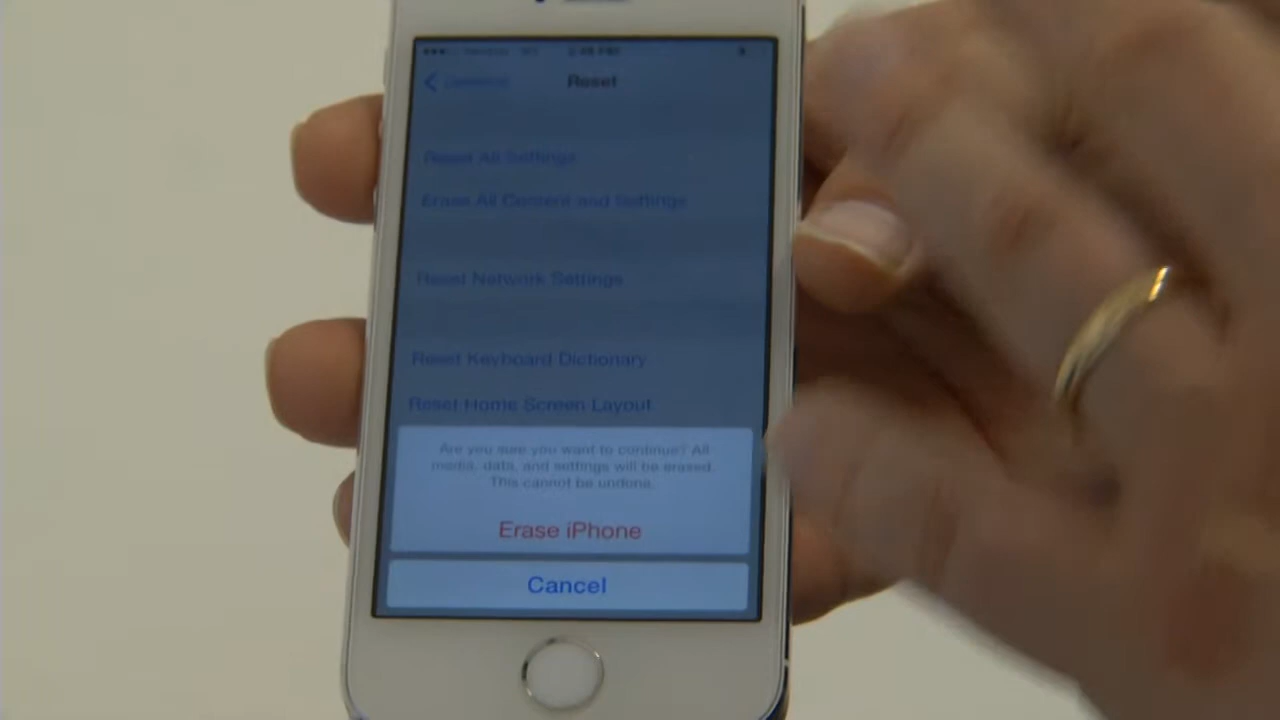 Reset
Reset All Settings
Erase All Content and Settings
Reset Network Settings
Reset Keyboard Dictionary
Reset Home Screen Layout
Are you sure you want to continue? All
media, data, and settings will be erased.
This cannot be undone.
Erase iPhone
Cancel